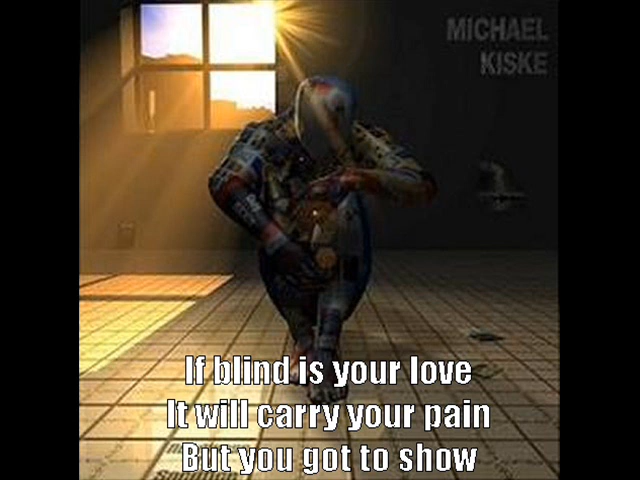 MICHAEL
KISKE
If blind is your love
It will carry your pain
But you got to show